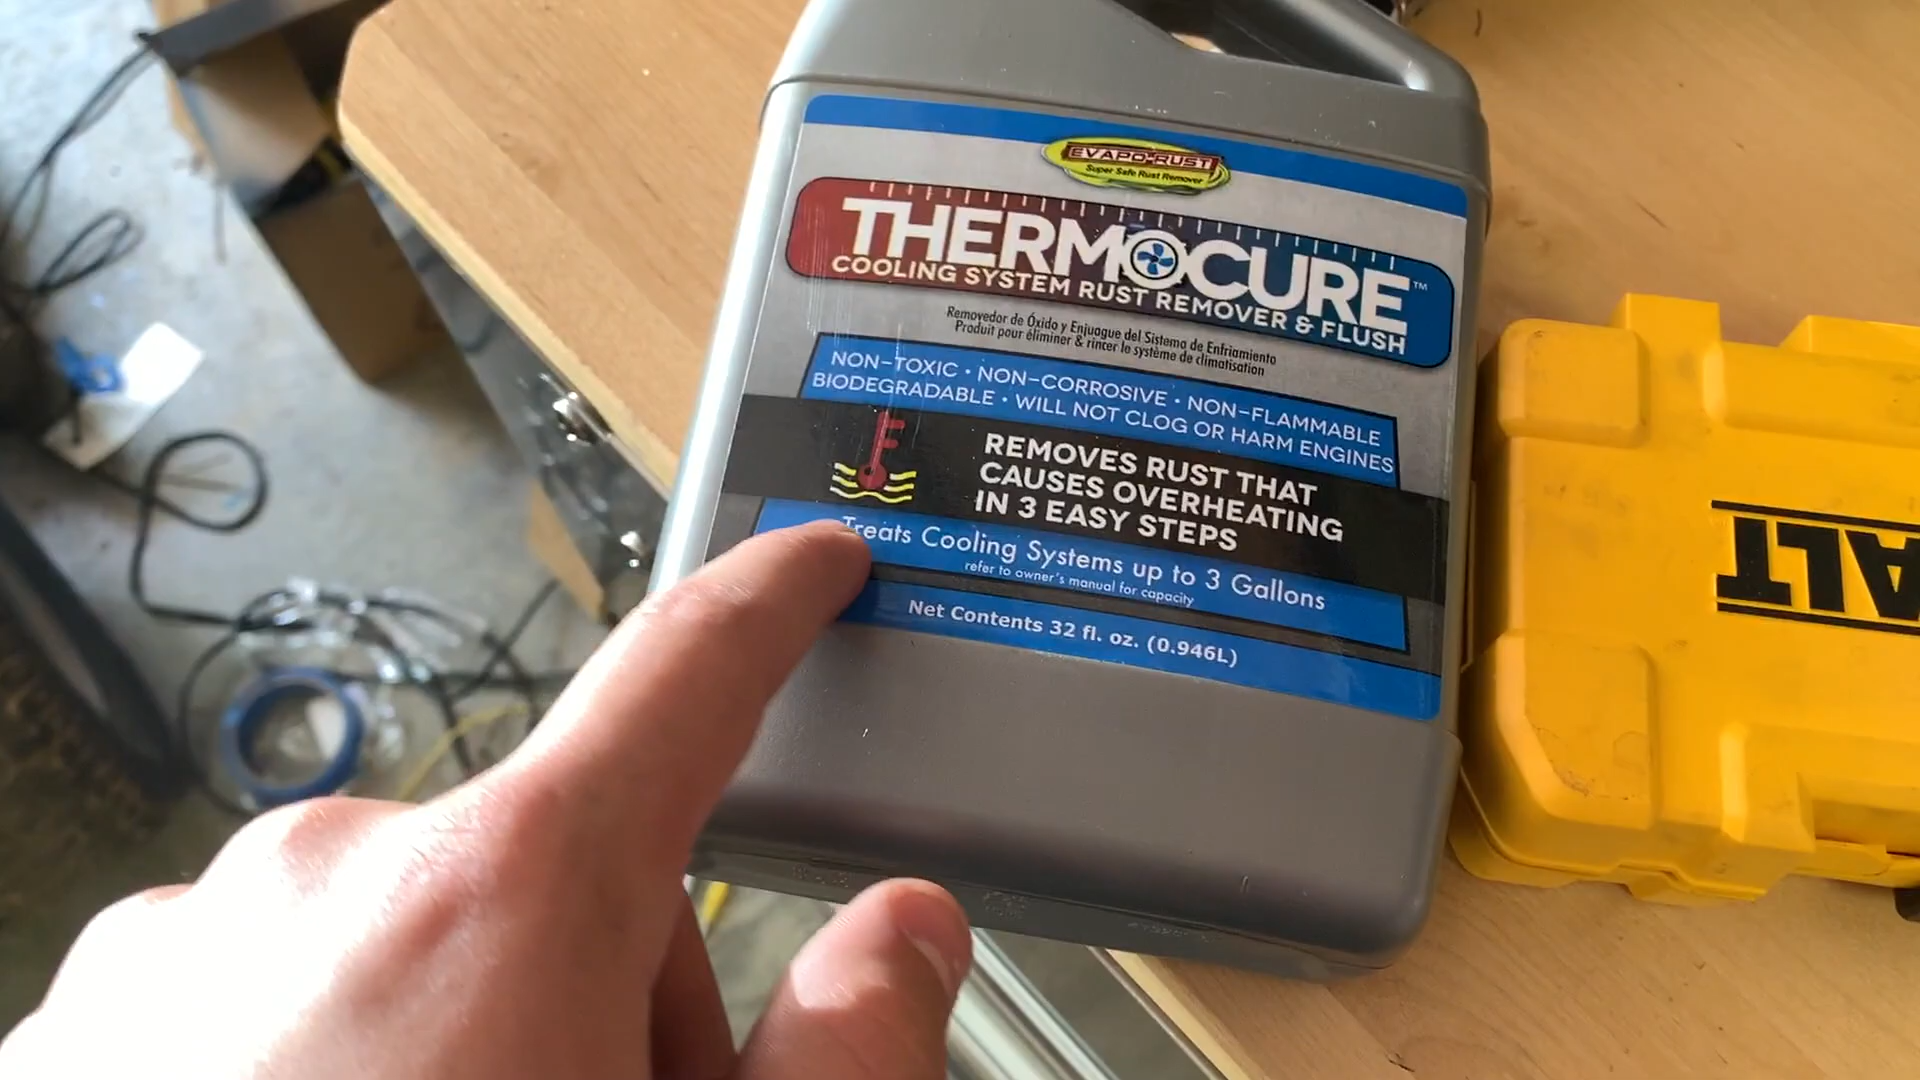 EVAPO-RUST
Super Safe Rust Remover
THERMOCURE™
COOLING SYSTEM RUST REMOVER & FLUSH
Removedor de Óxido y Enjuague del Sistema de Enfriamiento
Produit pour éliminer & rincer le système de climatisation
NON-TOXIC • NON-CORROSIVE • NON-FLAMMABLE
BIODEGRADABLE • WILL NOT CLOG OR HARM ENGINES
REMOVES RUST THAT
CAUSES OVERHEATING
IN 3 EASY STEPS
Treats Cooling Systems up to 3 Gallons
refer to owner's manual for capacity
Net Contents 32 fl. oz. (0.946L)
ALT